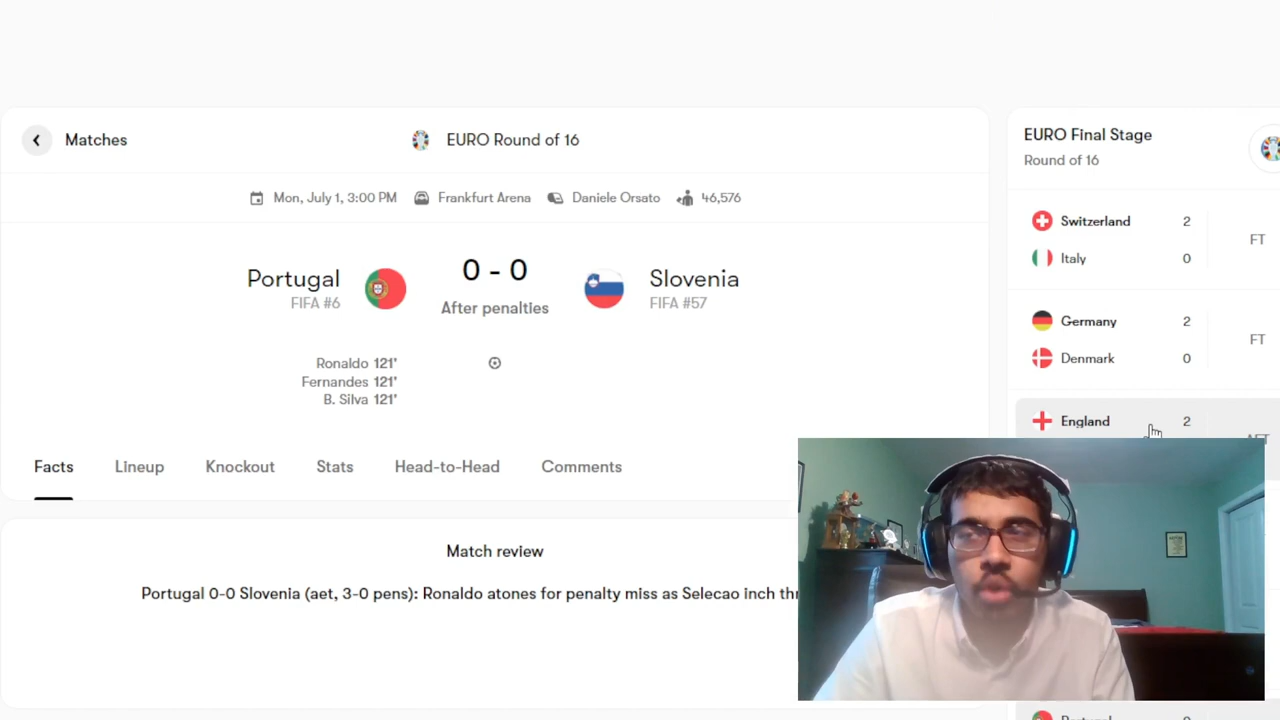 Matches
EURO Round of 16
Mon, July 1, 3:00 PM Frankfurt Arena Daniele Orsato 46,576
Portugal
FIFA #6
0 - 0
After penalties
Slovenia
FIFA #57
Ronaldo 121'
Fernandes 121'
B. Silva 121'
Facts Lineup Knockout Stats Head-to-Head Comments
Match review
Portugal 0-0 Slovenia (aet, 3-0 pens): Ronaldo atones for penalty miss as Selecao inch
EURO Final Stage
Round of 16
Switzerland 2
FT
Italy 0
Germany 2
FT
Denmark 0
England 2